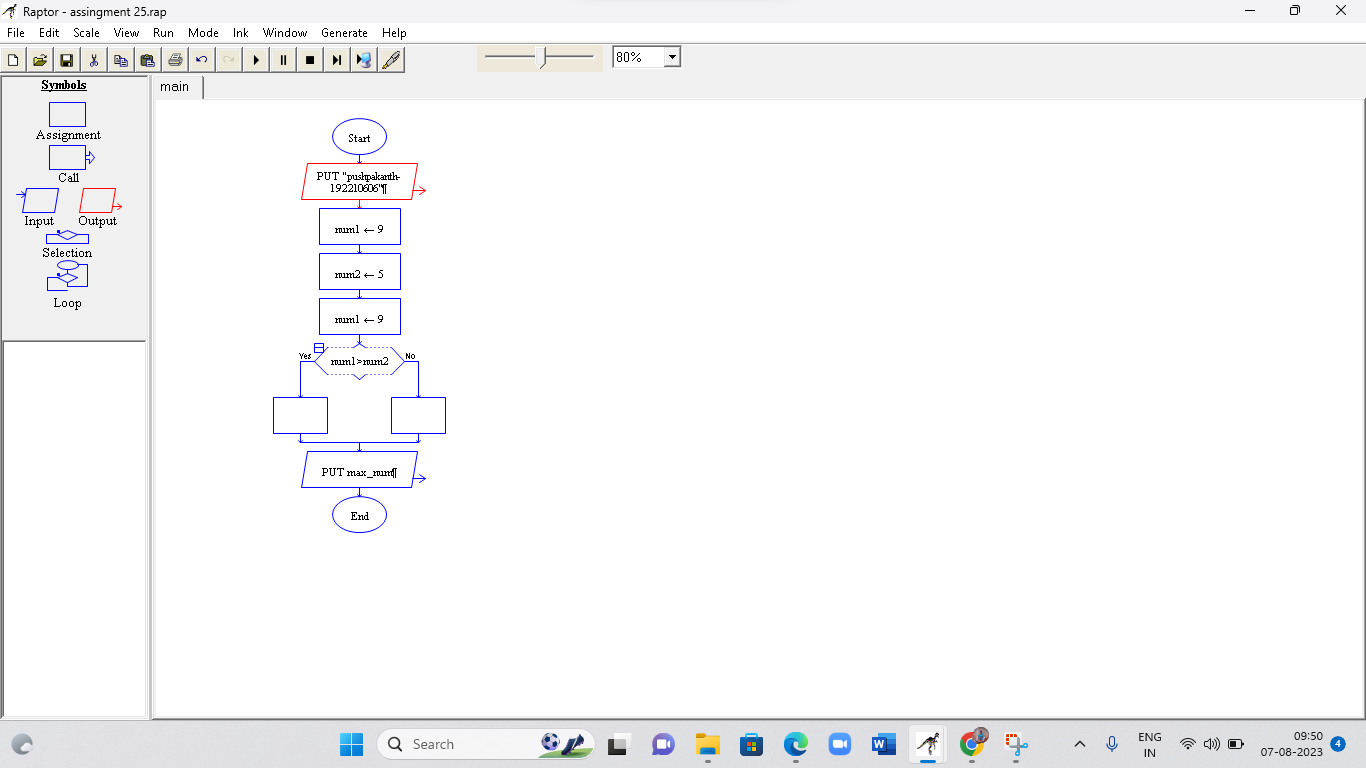 Raptor - assingment 25.rap
File Edit Scale View Run Mode Ink Window Generate Help
80%
Symbols
main
Assignment
Call
Input Output
Selection
Loop
Start
PUT "pushpakanth-
192210606"¶
num1 ← 9
num2 ← 5
num1 ← 9
Yes num1>num2 No
PUT max_num¶
End
Search
ENG
IN
09:50
07-08-2023
4